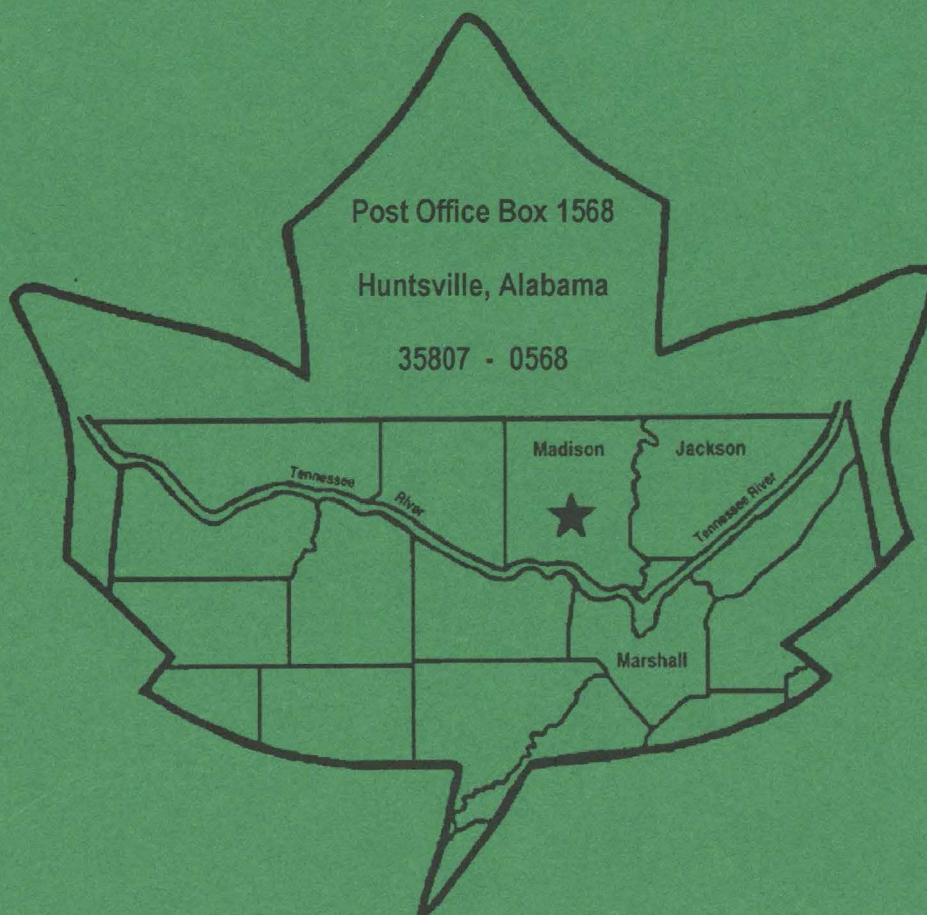 Post Office Box 1568
Huntsville, Alabama
35807 - 0568
Madison
Jackson
Tennessee
River
Tennessee River
Marshall